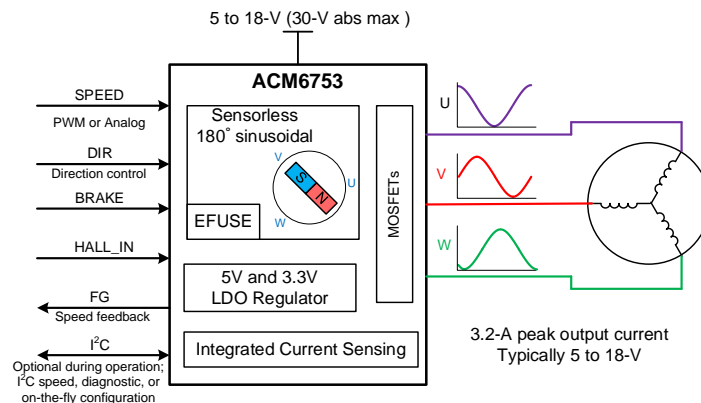 5 to 18-V (30-V abs max )
ACM6753
SPEED
PWM or Analog
DIR
Direction control
BRAKE
HALL_IN
FG
Speed feedback
I²C
Optional during operation;
I²C speed, diagnostic, or
on-the-fly configuration
Sensorless
180° sinusoidal
V
U
W
S
N
EFUSE
5V and 3.3V
LDO Regulator
Integrated Current Sensing
MOSFETs
U
V
W
3.2-A peak output current
Typically 5 to 18-V